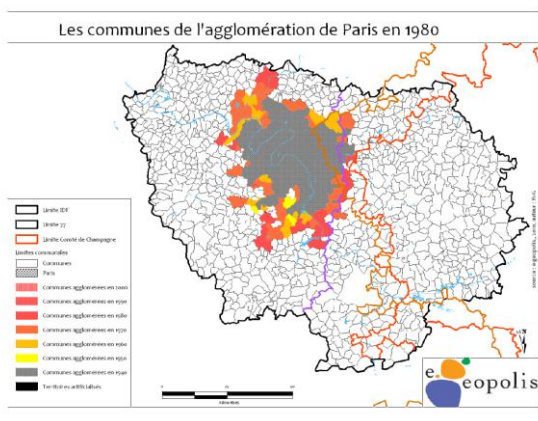 Les communes de l'agglomération de Paris en 1980
Limite IDF
Limite 77
Limite Comté de Champagne
Limites communales
Communes
Paris
Communes agglomérées en 2000
Communes agglomérées en 1990
Communes agglomérées en 1980
Communes agglomérées en 1970
Communes agglomérées en 1960
Communes agglomérées en 1950
Communes agglomérées en 1940
Territoires artificialisés
e.
eopolis